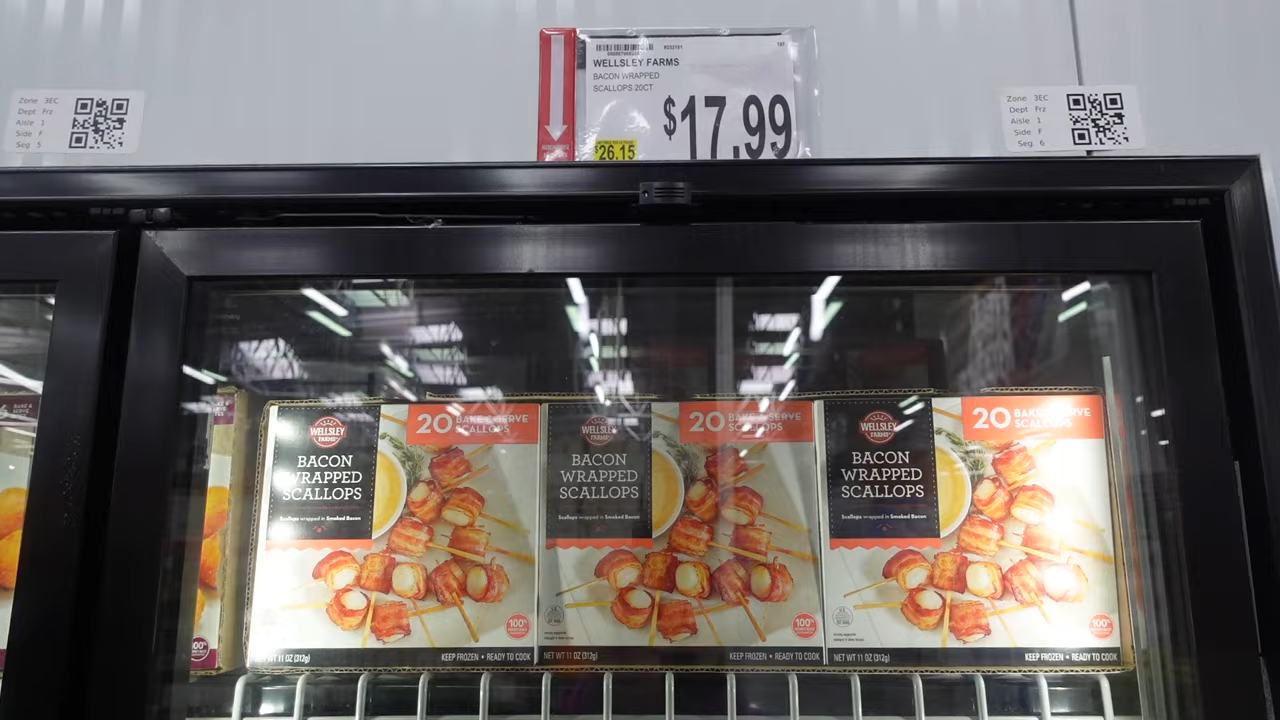 Zone 3EC
Dept Frz
Aisle 1
Side F
Seg 5
WELLSLEY FARMS
BACON WRAPPED
SCALLOPS 20CT
$17.99
$26.15
Zone 3EC
Dept Frz
Aisle 1
Side F
Seg 6
WELLSLEY
FARMS
BACON
WRAPPED
SCALLOPS
Scallops wrapped in Smoked Bacon
20 BAKE & SERVE
SCALLOPS
100%
NET WT 11 OZ (312g)
KEEP FROZEN • READY TO COOK
WELLSLEY
FARMS
BACON
WRAPPED
SCALLOPS
Scallops wrapped in Smoked Bacon
20 BAKE & SERVE
SCALLOPS
100%
NET WT 11 OZ (312g)
KEEP FROZEN • READY TO COOK
WELLSLEY
FARMS
BACON
WRAPPED
SCALLOPS
Scallops wrapped in Smoked Bacon
20 BAKE & SERVE
SCALLOPS
100%
NET WT 11 OZ (312g)
KEEP FROZEN • READY TO COOK